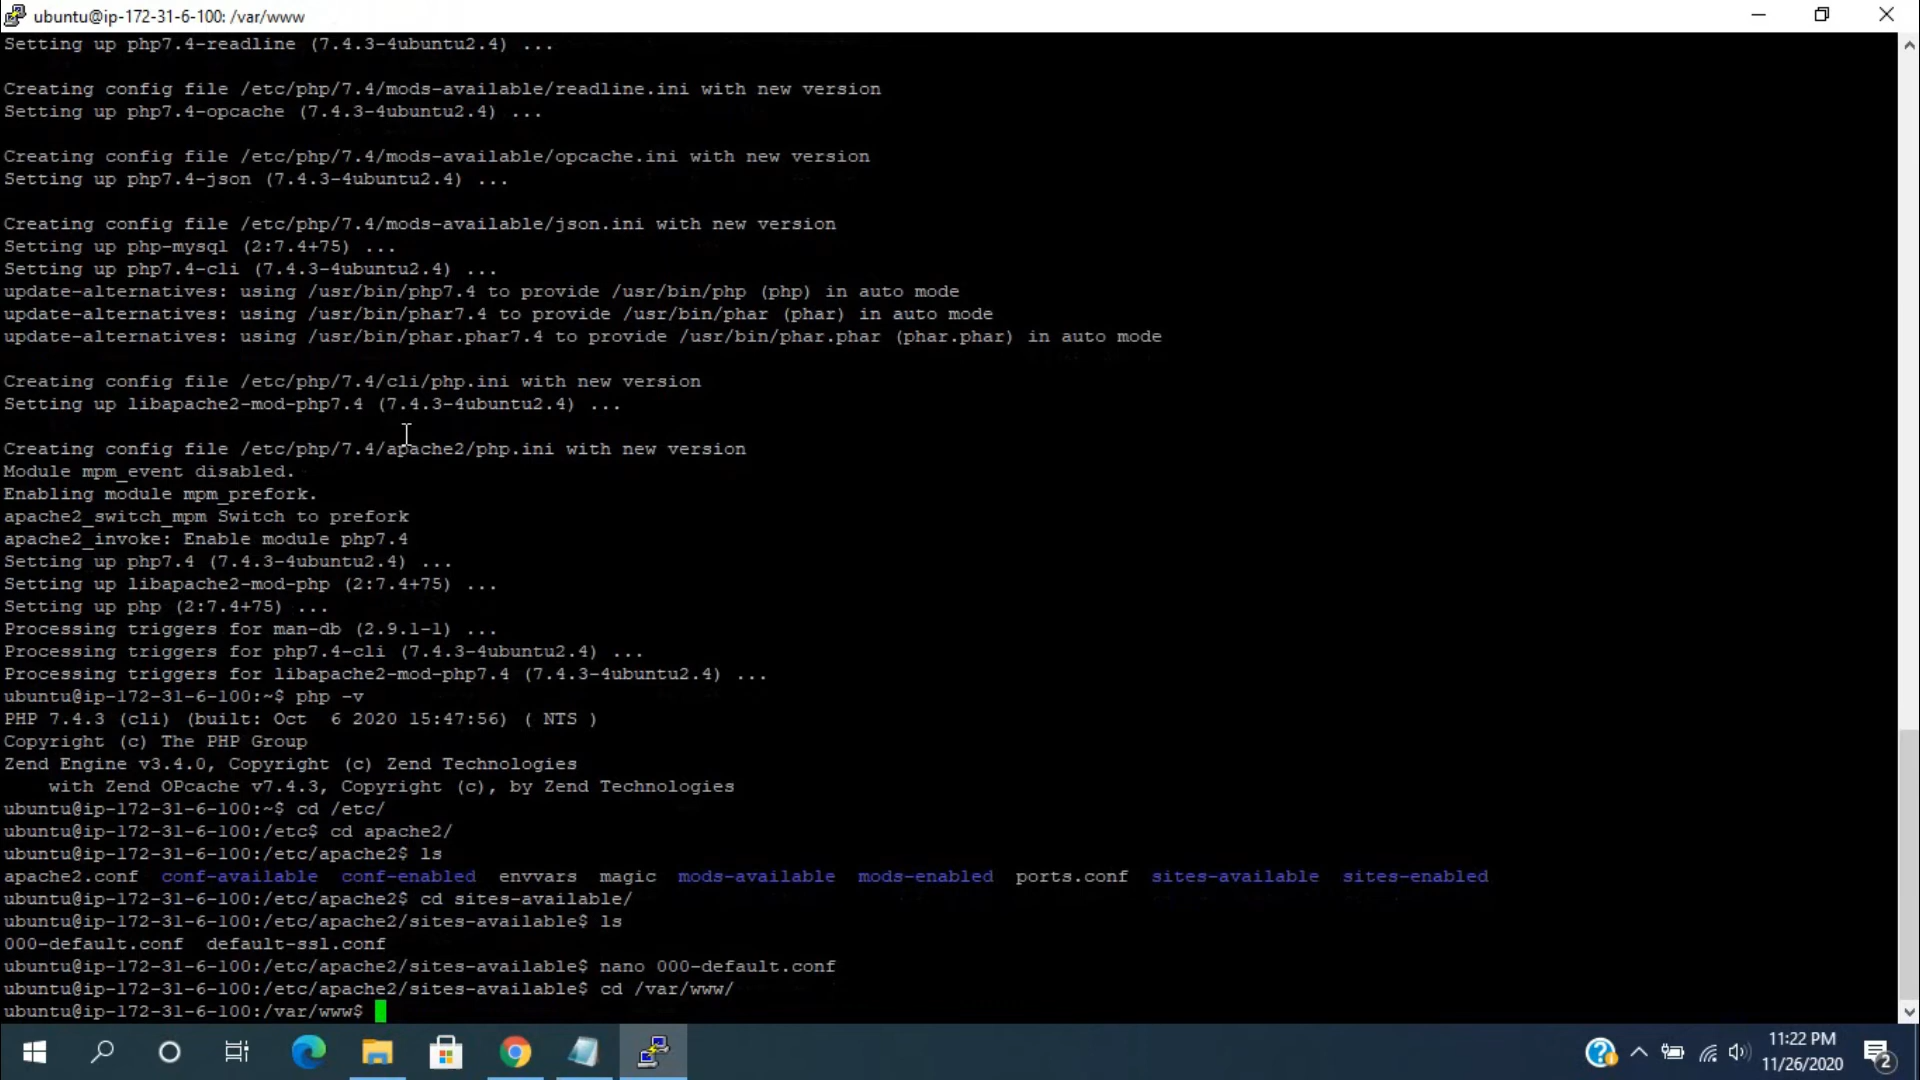 ubuntu@ip-172-31-6-100: /var/www
Setting up php7.4-readline (7.4.3-4ubuntu2.4) ...
Creating config file /etc/php/7.4/mods-available/readline.ini with new version
Setting up php7.4-opcache (7.4.3-4ubuntu2.4) ...
Creating config file /etc/php/7.4/mods-available/opcache.ini with new version
Setting up php7.4-json (7.4.3-4ubuntu2.4) ...
Creating config file /etc/php/7.4/mods-available/json.ini with new version
Setting up php-mysql (2:7.4+75) ...
Setting up php7.4-cli (7.4.3-4ubuntu2.4) ...
update-alternatives: using /usr/bin/php7.4 to provide /usr/bin/php (php) in auto mode
update-alternatives: using /usr/bin/phar7.4 to provide /usr/bin/phar (phar) in auto mode
update-alternatives: using /usr/bin/phar.phar7.4 to provide /usr/bin/phar.phar (phar.phar) in auto mode
Creating config file /etc/php/7.4/cli/php.ini with new version
Setting up libapache2-mod-php7.4 (7.4.3-4ubuntu2.4) ...
Creating config file /etc/php/7.4/apache2/php.ini with new version
Module mpm_event disabled.
Enabling module mpm_prefork.
apache2_switch_mpm Switch to prefork
apache2_invoke: Enable module php7.4
Setting up php7.4 (7.4.3-4ubuntu2.4) ...
Setting up libapache2-mod-php (2:7.4+75) ...
Setting up php (2:7.4+75) ...
Processing triggers for man-db (2.9.1-1) ...
Processing triggers for php7.4-cli (7.4.3-4ubuntu2.4) ...
Processing triggers for libapache2-mod-php7.4 (7.4.3-4ubuntu2.4) ...
ubuntu@ip-172-31-6-100:~$ php -v
PHP 7.4.3 (cli) (built: Oct  6 2020 15:47:56) ( NTS )
Copyright (c) The PHP Group
Zend Engine v3.4.0, Copyright (c) Zend Technologies
    with Zend OPcache v7.4.3, Copyright (c), by Zend Technologies
ubuntu@ip-172-31-6-100:~$ cd /etc/
ubuntu@ip-172-31-6-100:/etc$ cd apache2/
ubuntu@ip-172-31-6-100:/etc/apache2$ ls
apache2.conf  conf-available  conf-enabled  envvars  magic  mods-available  mods-enabled  ports.conf  sites-available  sites-enabled
ubuntu@ip-172-31-6-100:/etc/apache2$ cd sites-available/
ubuntu@ip-172-31-6-100:/etc/apache2/sites-available$ ls
000-default.conf  default-ssl.conf
ubuntu@ip-172-31-6-100:/etc/apache2/sites-available$ nano 000-default.conf
ubuntu@ip-172-31-6-100:/etc/apache2/sites-available$ cd /var/www/
ubuntu@ip-172-31-6-100:/var/www$
11:22 PM
11/26/2020
2